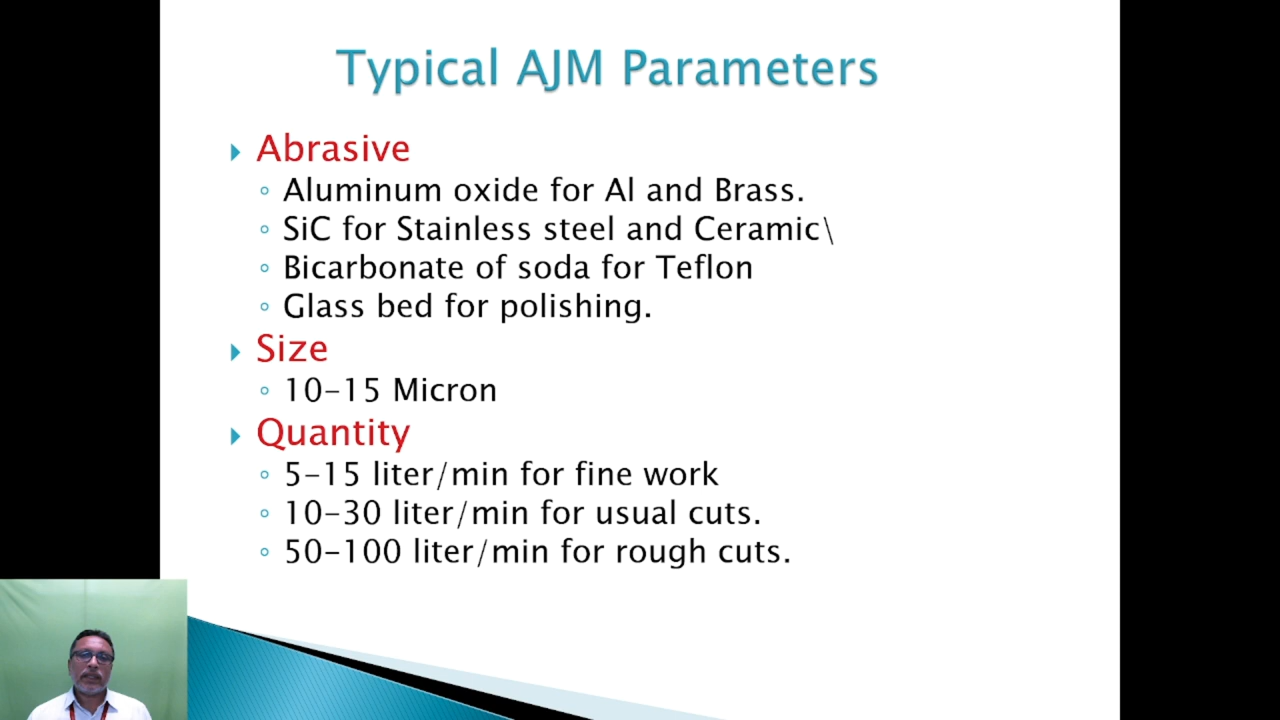 Typical AJM Parameters
Abrasive
Aluminum oxide for Al and Brass.
SiC for Stainless steel and Ceramic\
Bicarbonate of soda for Teflon
Glass bed for polishing.
Size
10-15 Micron
Quantity
5-15 liter/min for fine work
10-30 liter/min for usual cuts.
50-100 liter/min for rough cuts.